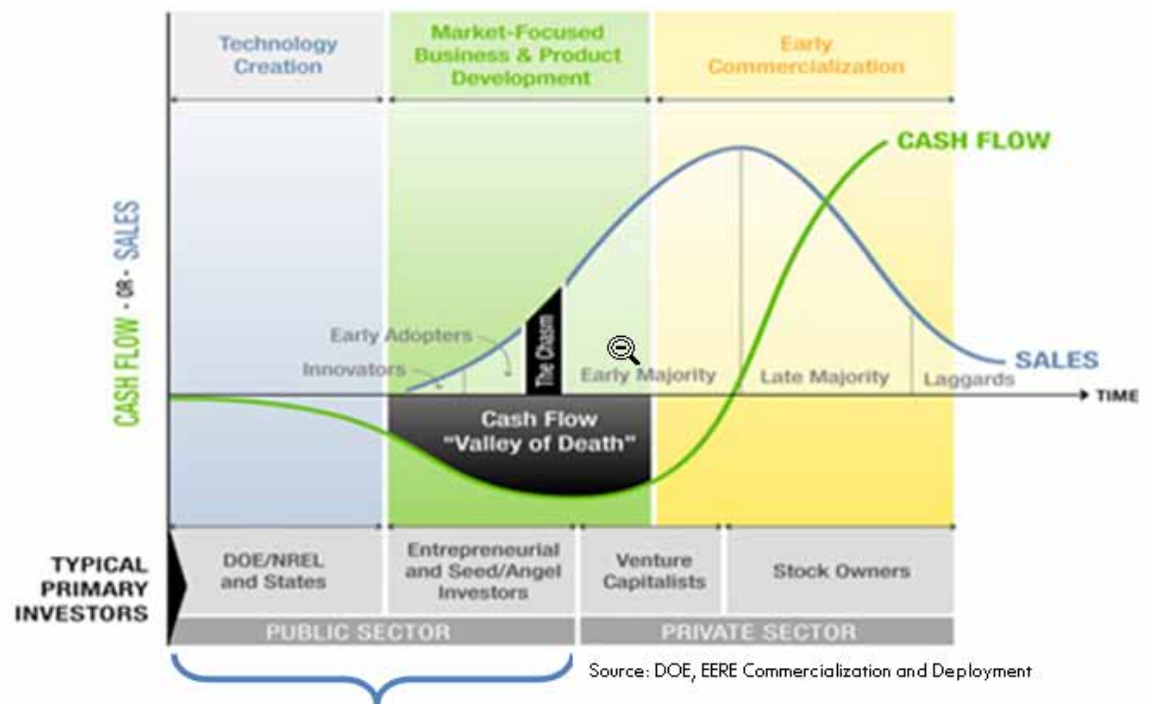 Technology
Creation
Market-Focused
Business & Product
Development
Early
Commercialization
CASH FLOW
CASH FLOW - OR - SALES
Early Adopters
Innovators
The Chasm
Early Majority
Late Majority
Laggards
SALES
TIME
Cash Flow
"Valley of Death"
TYPICAL
PRIMARY
INVESTORS
DOE/NREL
and States
Entrepreneurial
and Seed/Angel
Investors
Venture
Capitalists
Stock Owners
PUBLIC SECTOR
PRIVATE SECTOR
Source: DOE, EERE Commercialization and Deployment